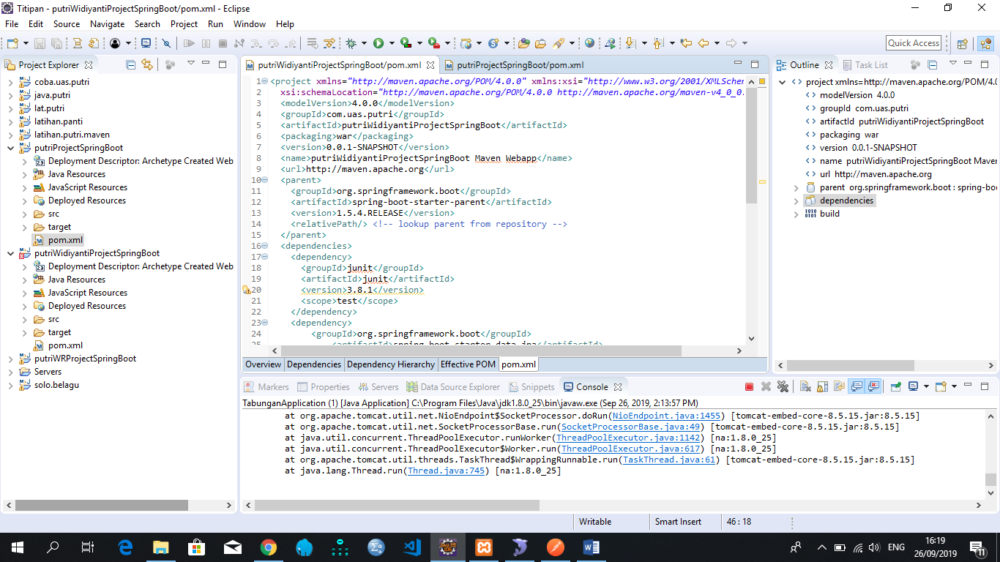 Titipan - putriWidiyantiProjectSpringBoot/pom.xml - Eclipse
File Edit Source Navigate Search Project Run Window Help
Quick Access
Project Explorer
coba.uas.putri
java.putri
lat.putri
latihan.panti
latihan.putri.maven
putriProjectSpringBoot
Deployment Descriptor: Archetype Created Web
Java Resources
JavaScript Resources
Deployed Resources
src
target
pom.xml
putriWidiyantiProjectSpringBoot
Deployment Descriptor: Archetype Created Web
Java Resources
JavaScript Resources
Deployed Resources
src
target
pom.xml
putriWRProjectSpringBoot
Servers
solo.belagu
putriWidiyantiProjectSpringBoot/pom.xml
putriProjectSpringBoot/pom.xml
1 <project xmlns="http://maven.apache.org/POM/4.0.0" xmlns:xsi="http://www.w3.org/2001/XMLSchem
2 xsi:schemaLocation="http://maven.apache.org/POM/4.0.0 http://maven.apache.org/maven-v4_0_0.
3 <modelVersion>4.0.0</modelVersion>
4 <groupId>com.uas.putri</groupId>
5 <artifactId>putriWidiyantiProjectSpringBoot</artifactId>
6 <packaging>war</packaging>
7 <version>0.0.1-SNAPSHOT</version>
8 <name>putriWidiyantiProjectSpringBoot Maven Webapp</name>
9 <url>http://maven.apache.org</url>
10 <parent>
11 <groupId>org.springframework.boot</groupId>
12 <artifactId>spring-boot-starter-parent</artifactId>
13 <version>1.5.4.RELEASE</version>
14 <relativePath/> <!-- lookup parent from repository -->
15 </parent>
16 <dependencies>
17 <dependency>
18 <groupId>junit</groupId>
19 <artifactId>junit</artifactId>
20 <version>3.8.1</version>
21 <scope>test</scope>
22 </dependency>
23 <dependency>
24 <groupId>org.springframework.boot</groupId>
25 <artifactId>spring-boot-starter-data-jpa</artifactId>
Overview Dependencies Dependency Hierarchy Effective POM pom.xml
Outline Task List
project xmlns=http://maven.apache.org/POM/4.(
modelVersion 4.0.0
groupId com.uas.putri
artifactId putriWidiyantiProjectSpringBoot
packaging war
version 0.0.1-SNAPSHOT
name putriWidiyantiProjectSpringBoot Maver
url http://maven.apache.org
parent org.springframework.boot : spring-boo
dependencies
build
Markers Properties Servers Data Source Explorer Snippets Console
TabunganApplication (1) [Java Application] C:\Program Files\Java\jdk1.8.0_25\bin\javaw.exe (Sep 26, 2019, 2:13:57 PM)
at org.apache.tomcat.util.net.NioEndpoint$SocketProcessor.doRun(NioEndpoint.java:1455) [tomcat-embed-core-8.5.15.jar:8.5.15]
at org.apache.tomcat.util.net.SocketProcessorBase.run(SocketProcessorBase.java:49) [tomcat-embed-core-8.5.15.jar:8.5.15]
at java.util.concurrent.ThreadPoolExecutor.runWorker(ThreadPoolExecutor.java:1142) [na:1.8.0_25]
at java.util.concurrent.ThreadPoolExecutor$Worker.run(ThreadPoolExecutor.java:617) [na:1.8.0_25]
at org.apache.tomcat.util.threads.TaskThread$WrappingRunnable.run(TaskThread.java:61) [tomcat-embed-core-8.5.15.jar:8.5.15]
at java.lang.Thread.run(Thread.java:745) [na:1.8.0_25]
Writable Smart Insert 46 : 18
ENG
16:19
26/09/2019
11